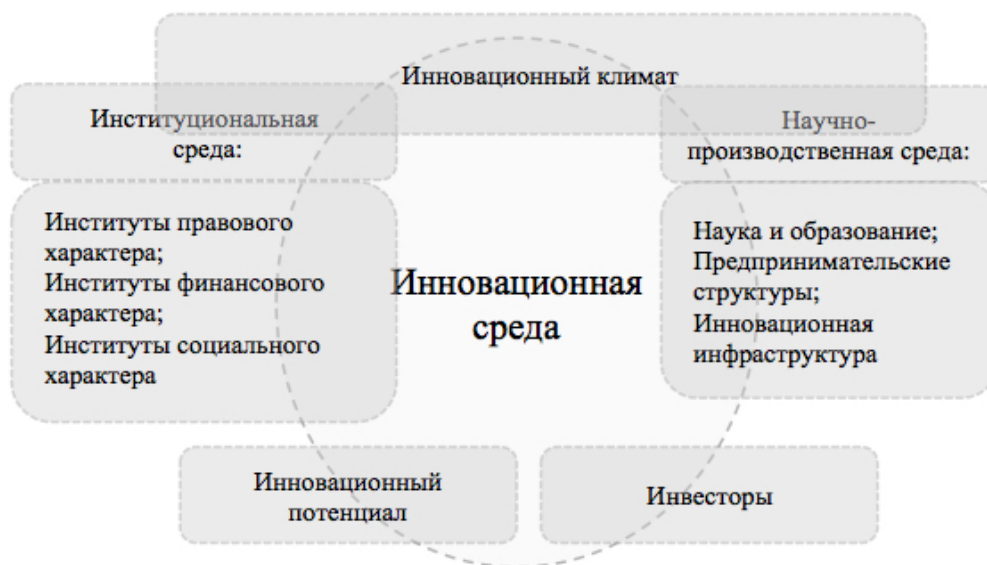 Инновационный климат
Институциональная
среда:
Институты правового
характера;
Институты финансового
характера;
Институты социального
характера
Инновационная
среда
Научно-
производственная среда:
Наука и образование;
Предпринимательские
структуры;
Инновационная
инфраструктура
Инновационный
потенциал
Инвесторы